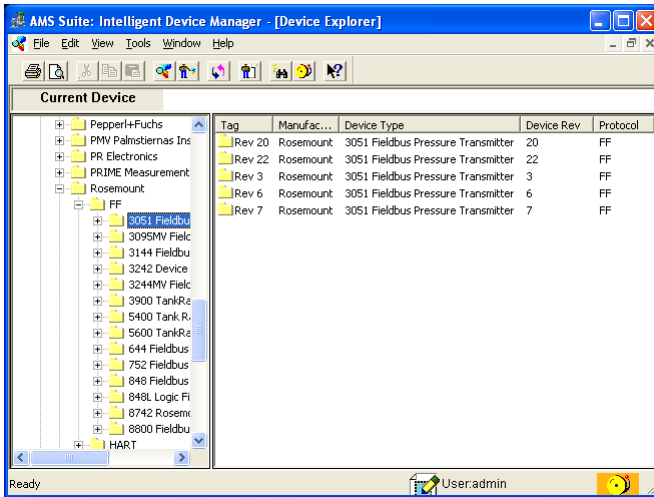 AMS Suite: Intelligent Device Manager - [Device Explorer]
File Edit View Tools Window Help
Current Device
Pepperl+Fuchs
PMV Palmstiernas Ins
PR Electronics
PRIME Measurement
Rosemount
FF
3051 Fieldbu
3095MV Field
3144 Fieldbu
3242 Device
3244MV Field
3900 TankRa
5400 Tank R
5600 TankRa
644 Fieldbus
752 Fieldbus
848 Fieldbus
848L Logic Fi
8742 Rosemo
8800 Fieldbu
HART
Tag Manufac... Device Type Device Rev Protocol
Rev 20 Rosemount 3051 Fieldbus Pressure Transmitter 20 FF
Rev 22 Rosemount 3051 Fieldbus Pressure Transmitter 22 FF
Rev 3 Rosemount 3051 Fieldbus Pressure Transmitter 3 FF
Rev 6 Rosemount 3051 Fieldbus Pressure Transmitter 6 FF
Rev 7 Rosemount 3051 Fieldbus Pressure Transmitter 7 FF
Ready User:admin